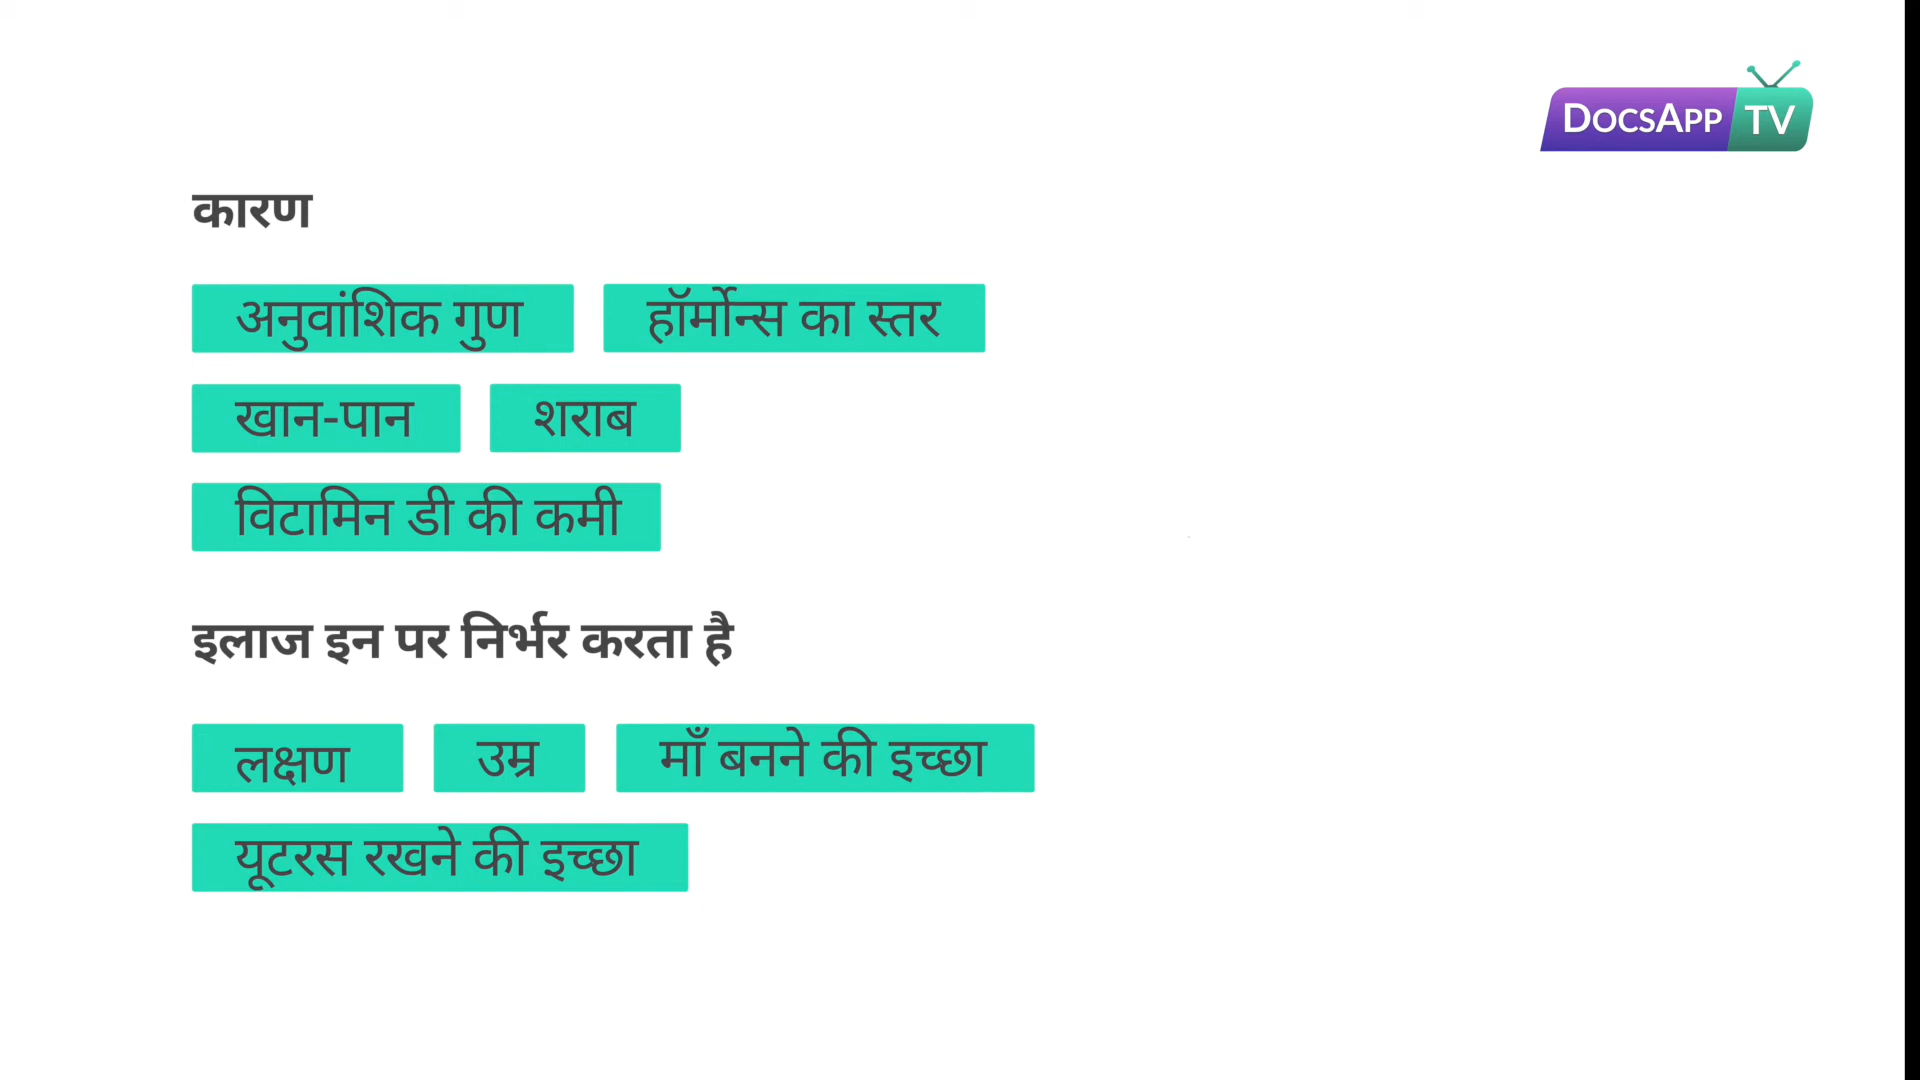 DOCSAPP TV
कारण
अनुवांशिक गुण हॉर्मोन्स का स्तर
खान-पान शराब
विटामिन डी की कमी
इलाज इन पर निर्भर करता है
लक्षण उम्र माँ बनने की इच्छा
यूटरस रखने की इच्छा